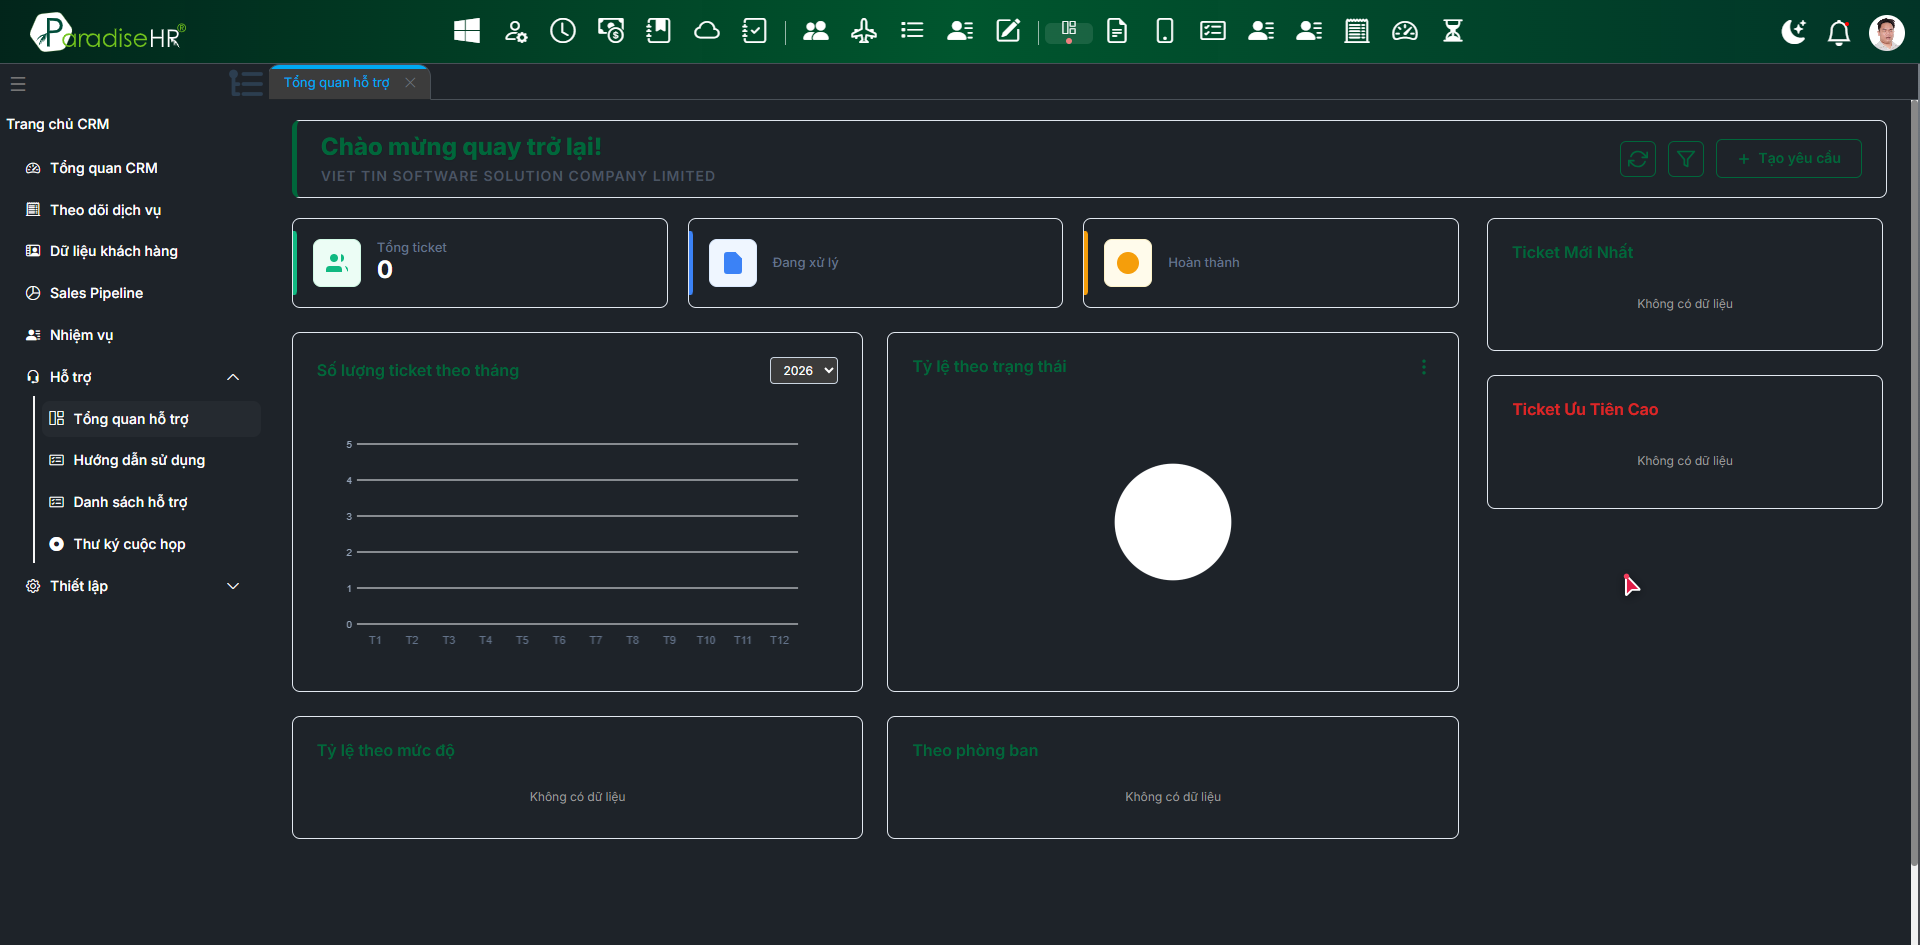 ParadiseHR®
Tổng quan hỗ trợ
Trang chủ CRM
Tổng quan CRM
Theo dõi dịch vụ
Dữ liệu khách hàng
Sales Pipeline
Nhiệm vụ
Hỗ trợ
Tổng quan hỗ trợ
Hướng dẫn sử dụng
Danh sách hỗ trợ
Thư ký cuộc họp
Thiết lập
Chào mừng quay trở lại!
VIET TIN SOFTWARE SOLUTION COMPANY LIMITED
+ Tạo yêu cầu
Tổng ticket
0
Đang xử lý
Hoàn thành
Ticket Mới Nhất
Không có dữ liệu
Số lượng ticket theo tháng
2026
5
4
3
2
1
0
T1 T2 T3 T4 T5 T6 T7 T8 T9 T10 T11 T12
Tỷ lệ theo trạng thái
Ticket Ưu Tiên Cao
Không có dữ liệu
Tỷ lệ theo mức độ
Không có dữ liệu
Theo phòng ban
Không có dữ liệu